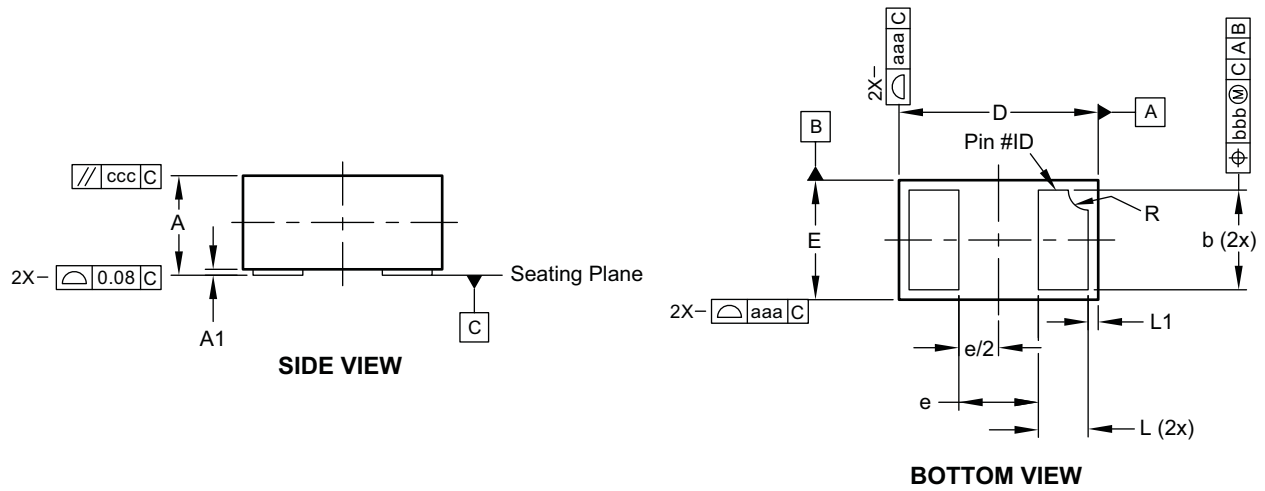 // ccc C
A
2X- ⌓ 0.08 C
A1
Seating Plane
C
SIDE VIEW
2X- ⌓ aaa C
D
A
B
Pin #ID
⌖ bbb Ⓜ C A B
E
R
b (2x)
2X- ⌓ aaa C
L1
e/2
e
L (2x)
BOTTOM VIEW